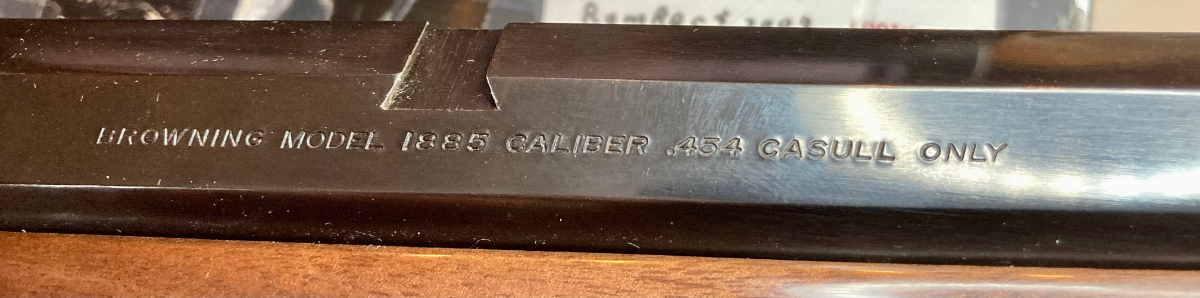 BROWNING MODEL 1885 CALIBER .454 CASULL ONLY